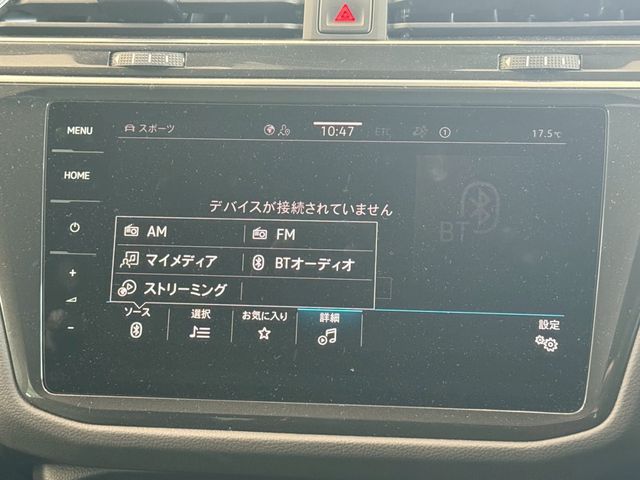 MENU
スポーツ
10:47
ETC
1
17.5℃
HOME
デバイスが接続されていません
AM
FM
BT
マイメディア
BTオーディオ
ストリーミング
+
-
ソース
選択
お気に入り
詳細
設定